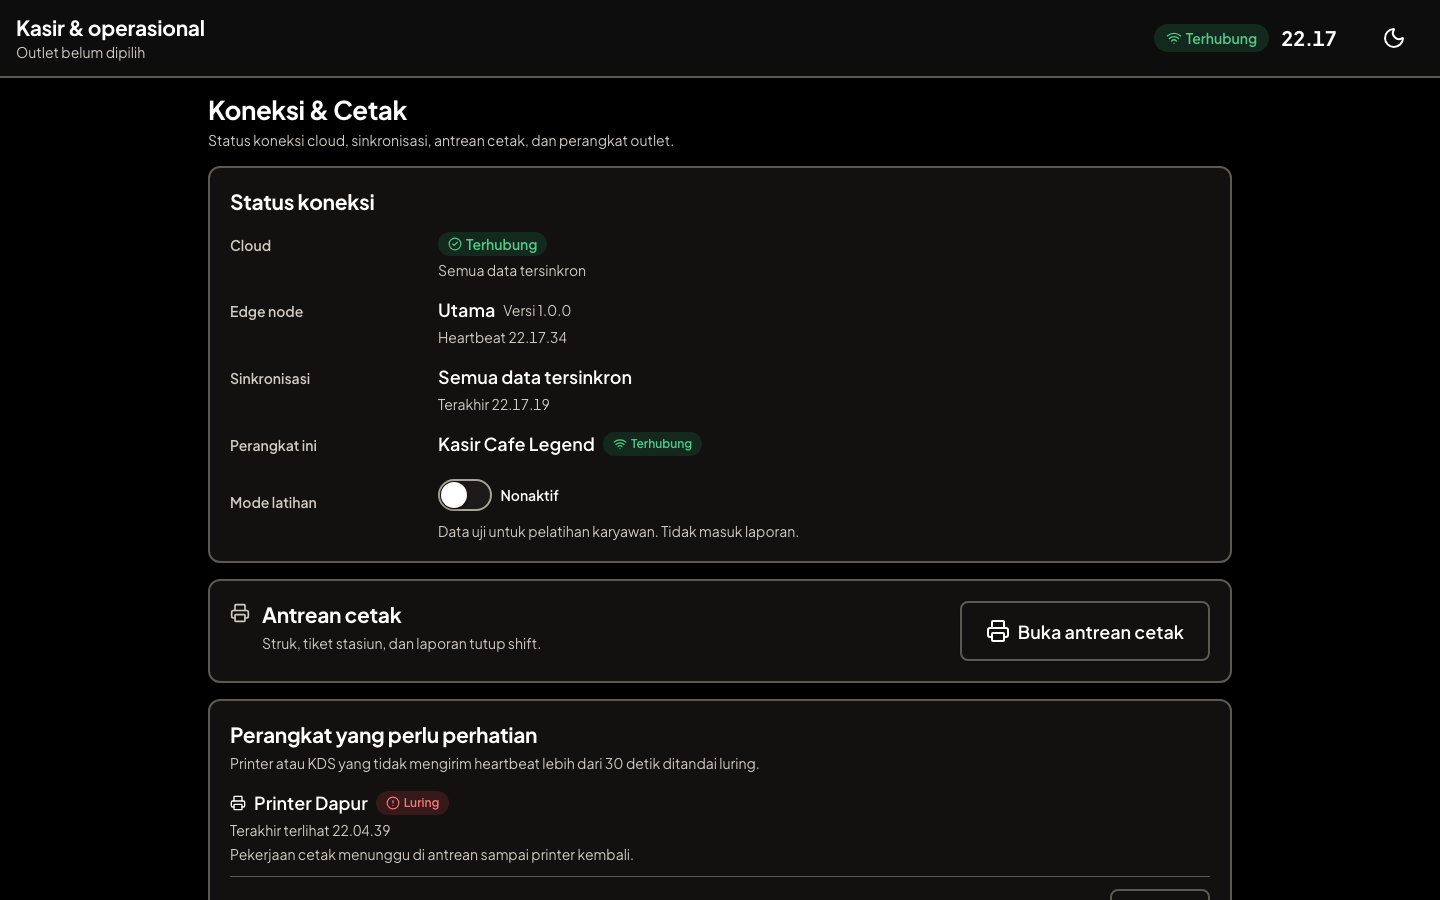 Kasir & operasional
Outlet belum dipilih
Terhubung
22.17
Koneksi & Cetak
Status koneksi cloud, sinkronisasi, antrean cetak, dan perangkat outlet.
Status koneksi
Cloud
Terhubung
Semua data tersinkron
Edge node
Utama Versi 1.0.0
Heartbeat 22.17.34
Sinkronisasi
Semua data tersinkron
Terakhir 22.17.19
Perangkat ini
Kasir Cafe Legend Terhubung
Mode latihan
Nonaktif
Data uji untuk pelatihan karyawan. Tidak masuk laporan.
Antrean cetak
Struk, tiket stasiun, dan laporan tutup shift.
Buka antrean cetak
Perangkat yang perlu perhatian
Printer atau KDS yang tidak mengirim heartbeat lebih dari 30 detik ditandai luring.
Printer Dapur Luring
Terakhir terlihat 22.04.39
Pekerjaan cetak menunggu di antrean sampai printer kembali.